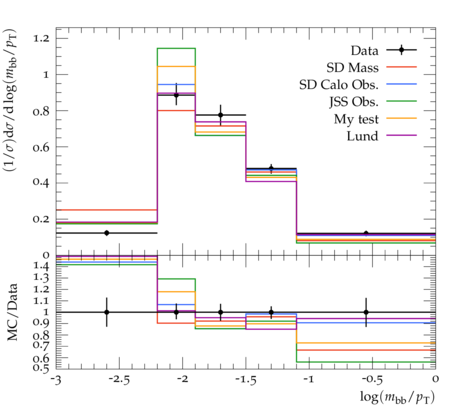 (1/σ)dσ/d log(m_bb/p_T)
1.2
1
0.8
0.6
0.4
0.2
0
Data
SD Mass
SD Calo Obs.
JSS Obs.
My test
Lund
MC/Data
1.4
1.3
1.2
1.1
1
0.9
0.8
0.7
0.6
0.5
-3 -2.5 -2 -1.5 -1 -0.5 0
log(m_bb/p_T)